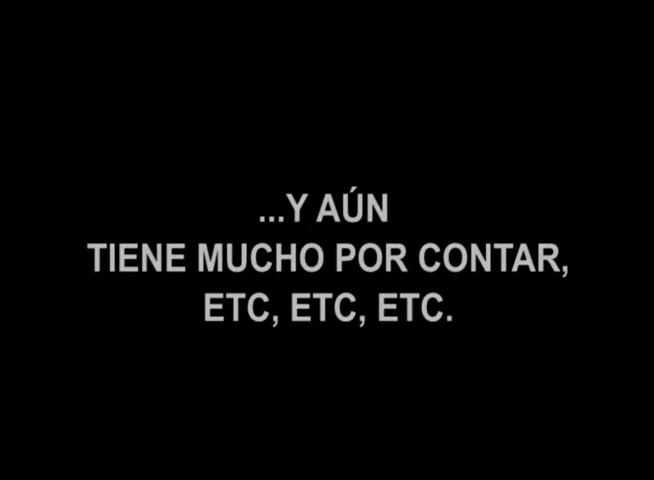 ...Y AÚN
TIENE MUCHO POR CONTAR,
ETC, ETC, ETC.